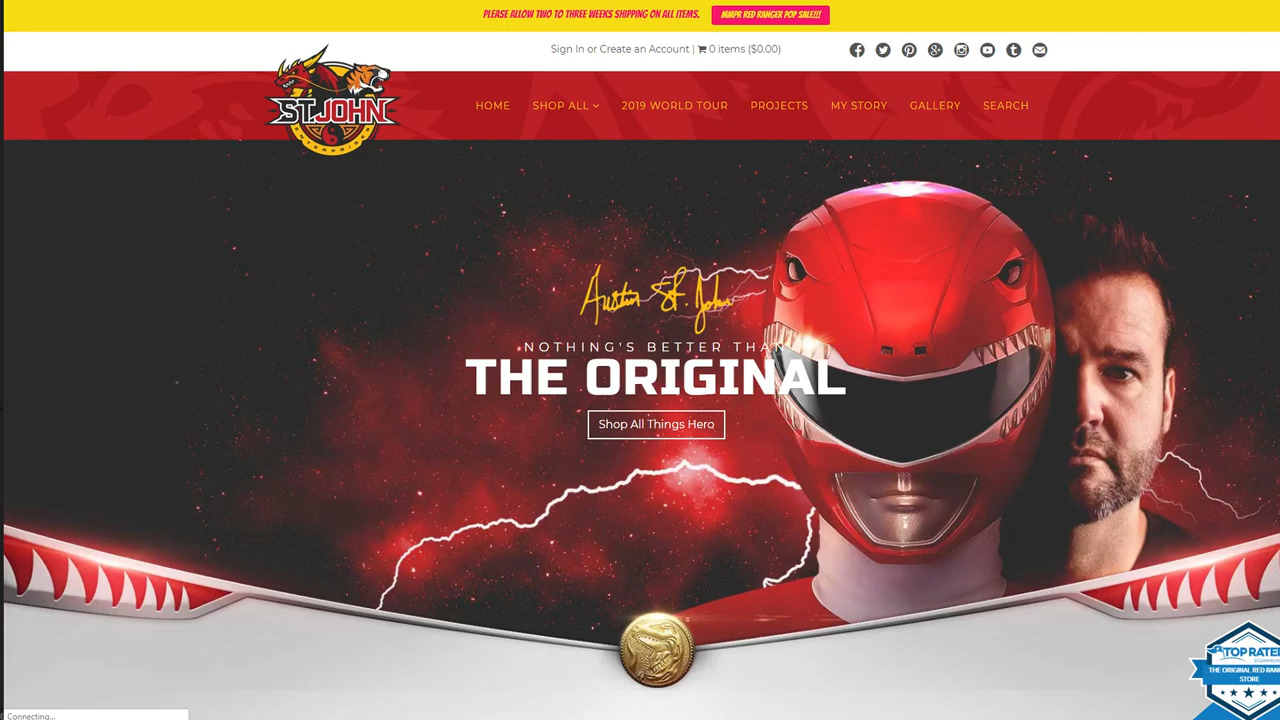 PLEASE ALLOW TWO TO THREE WEEKS SHIPPING ON ALL ITEMS.
MMPR RED RANGER POP SALE!!!
Sign In or Create an Account | 0 items ($0.00)
ST.JOHN
ENTERPRISES
HOME
SHOP ALL
2019 WORLD TOUR
PROJECTS
MY STORY
GALLERY
SEARCH
Austin St. John
NOTHING'S BETTER THAN
THE ORIGINAL
Shop All Things Hero
TOP RATED
THE ORIGINAL RED RAN
STORE
Connecting...